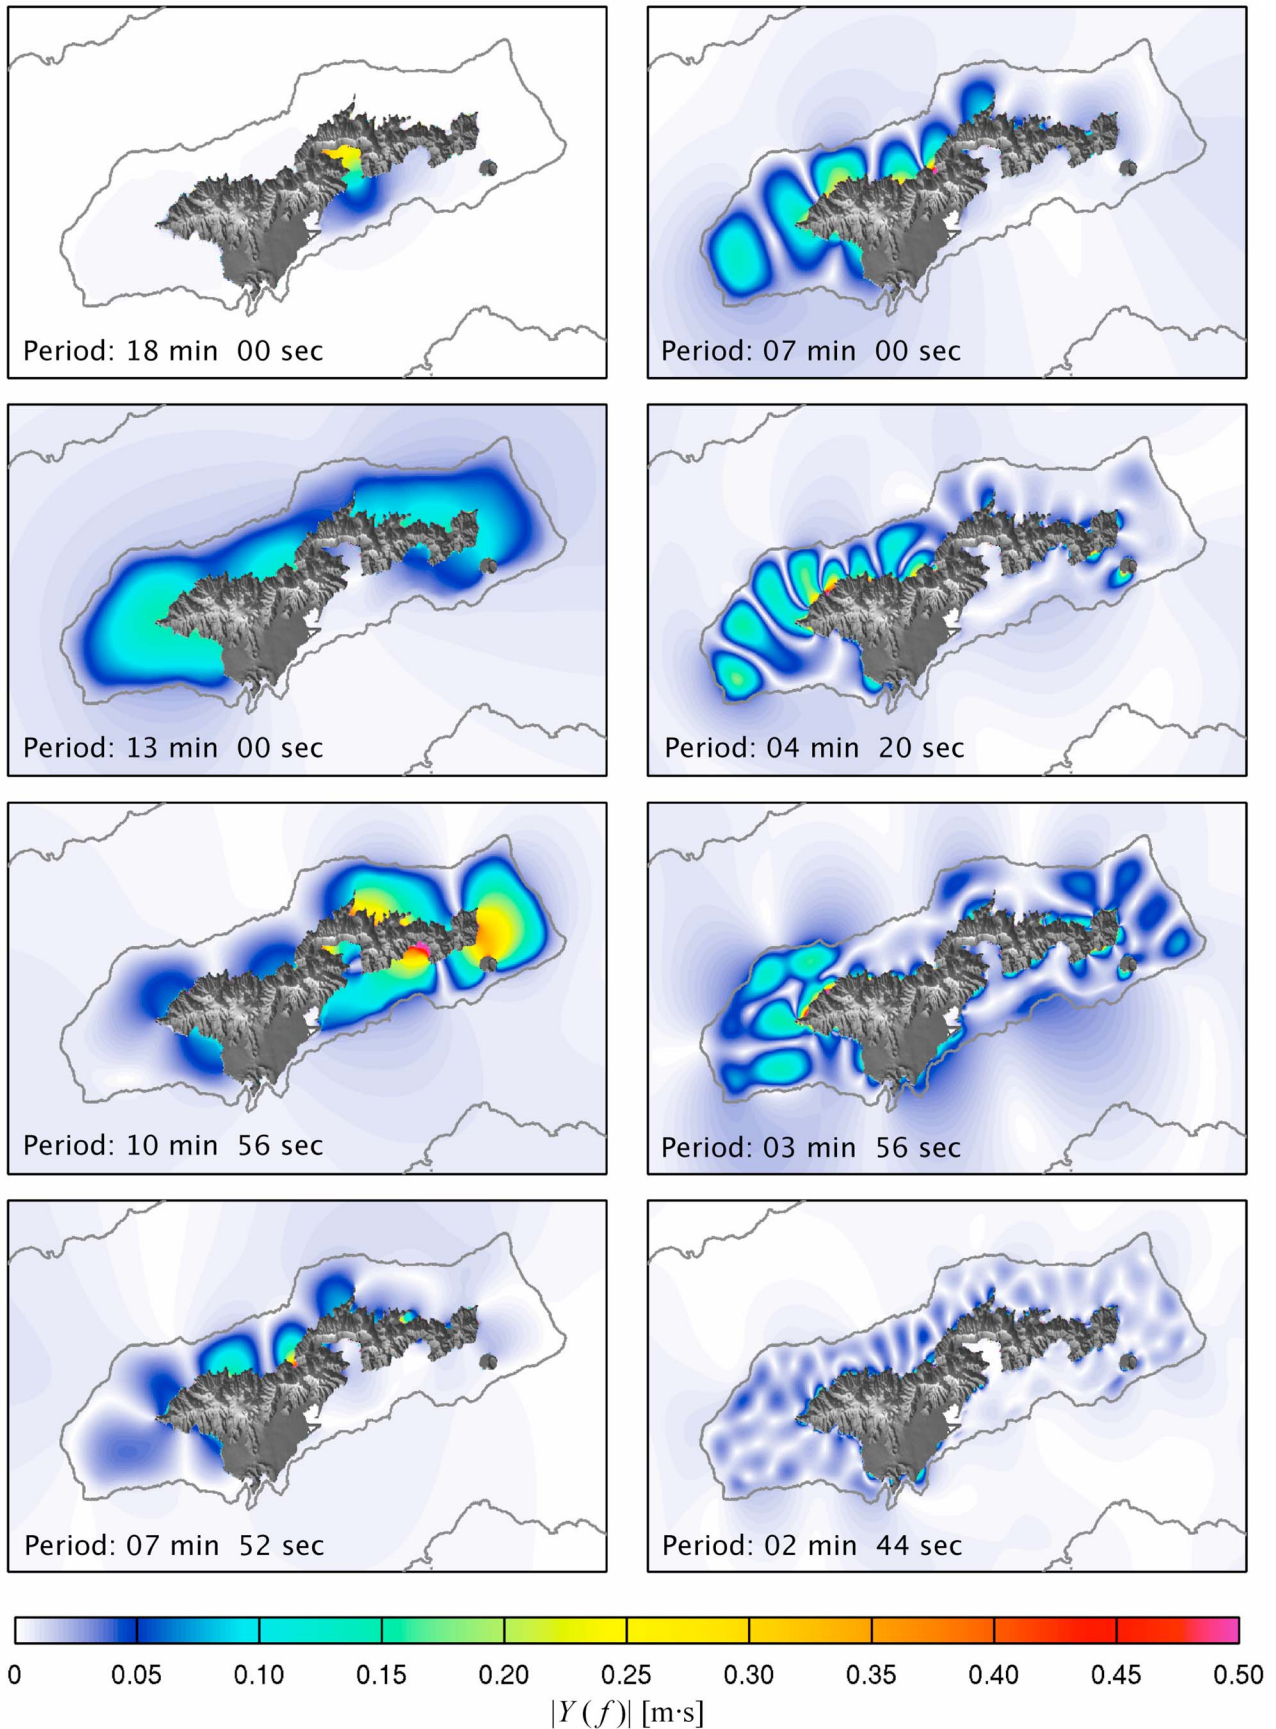 Period: 18 min 00 sec
Period: 07 min 00 sec
Period: 13 min 00 sec
Period: 04 min 20 sec
Period: 10 min 56 sec
Period: 03 min 56 sec
Period: 07 min 52 sec
Period: 02 min 44 sec
0 0.05 0.10 0.15 0.20 0.25 0.30 0.35 0.40 0.45 0.50
|Y(f)| [m·s]